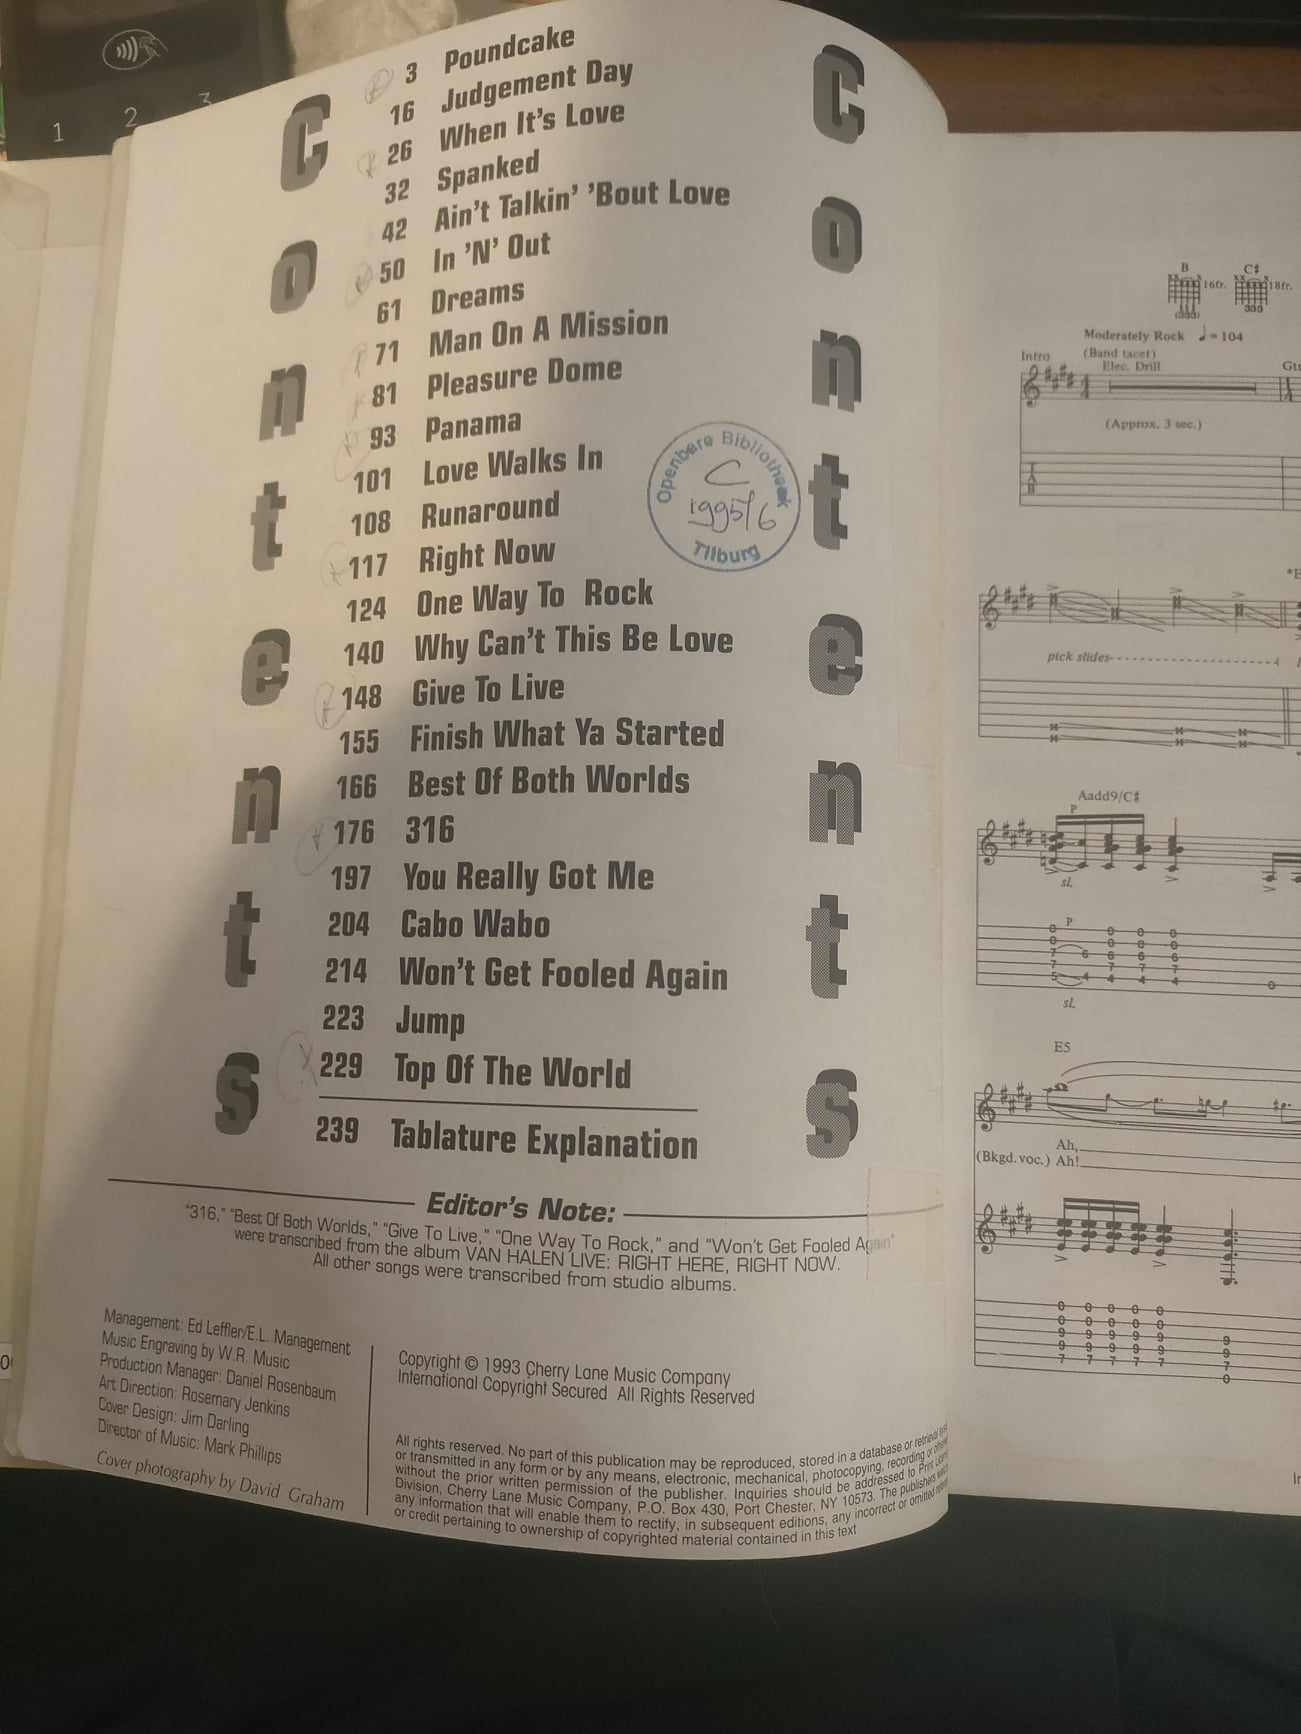 1 2 3
Contents
Contents
3 Poundcake
16 Judgement Day
26 When It's Love
32 Spanked
42 Ain't Talkin' 'Bout Love
50 In 'N' Out
61 Dreams
71 Man On A Mission
81 Pleasure Dome
93 Panama
101 Love Walks In
108 Runaround
117 Right Now
124 One Way To Rock
140 Why Can't This Be Love
148 Give To Live
155 Finish What Ya Started
166 Best Of Both Worlds
176 316
197 You Really Got Me
204 Cabo Wabo
214 Won't Get Fooled Again
223 Jump
229 Top Of The World
239 Tablature Explanation
Openbare Bibliotheek
C
1995/6
Tilburg
Editor's Note:
"316," "Best Of Both Worlds," "Give To Live," "One Way To Rock," and "Won't Get Fooled Again"
were transcribed from the album VAN HALEN LIVE: RIGHT HERE, RIGHT NOW.
All other songs were transcribed from studio albums.
Management: Ed Leffler/E.L. Management
Music Engraving by W.R. Music
Production Manager: Daniel Rosenbaum
Art Direction: Rosemary Jenkins
Cover Design: Jim Darling
Director of Music: Mark Phillips
Cover photography by David Graham
Copyright © 1993 Cherry Lane Music Company
International Copyright Secured All Rights Reserved
All rights reserved. No part of this publication may be reproduced, stored in a database or retrieval
or transmitted in any form or by any means, electronic, mechanical, photocopying, recording or
without the prior written permission of the publisher. Inquiries should be addressed to Print
Division, Cherry Lane Music Company, P.O. Box 430, Port Chester, NY 10573. The publishers
any information that will enable them to rectify, in subsequent editions, any incorrect or omitted
or credit pertaining to ownership of copyrighted material contained in this text
B C♯
16fr. 18fr.
(333) 333
Moderately Rock ♩ = 104
Intro (Band tacet)
Elec. Drill
(Approx. 3 sec.)
pick slides
Aadd9/C♯
P
sl.
P
sl.
E5
Ah,
(Bkgd. voc.) Ah!